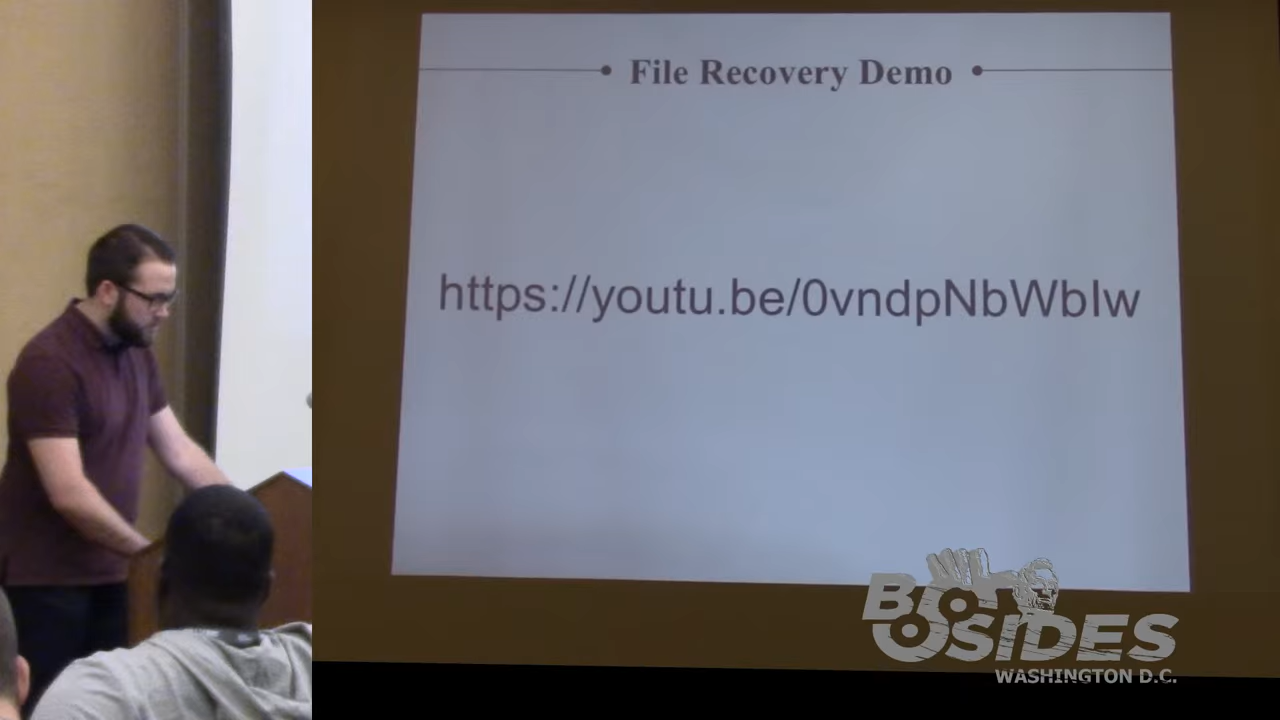 File Recovery Demo
https://youtu.be/0vndpNbWbIw
BSIDES
WASHINGTON D.C.